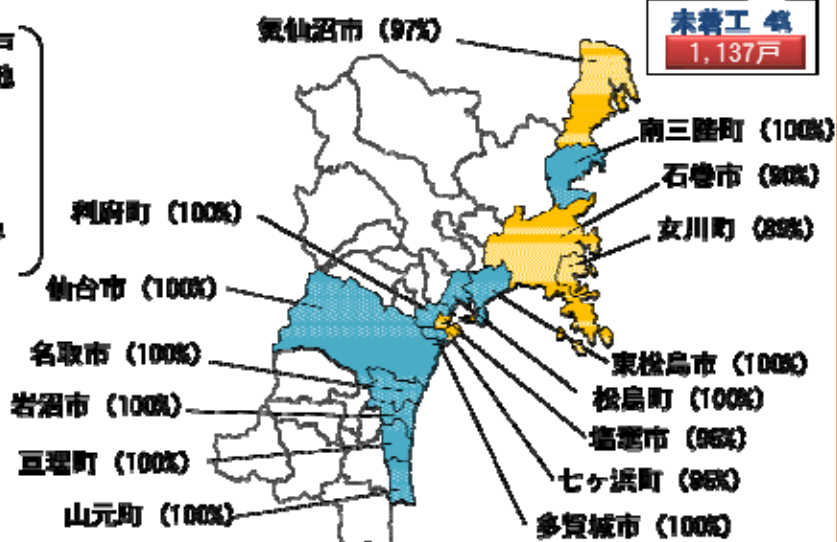 未着工 4%
1,137戸
気仙沼市 (97%)
南三陸町 (100%)
石巻市 (90%)
女川町 (89%)
利府町 (100%)
仙台市 (100%)
名取市 (100%)
岩沼市 (100%)
亘理町 (100%)
山元町 (100%)
東松島市 (100%)
松島町 (100%)
塩竈市 (95%)
七ヶ浜町 (95%)
多賀城市 (100%)
戸